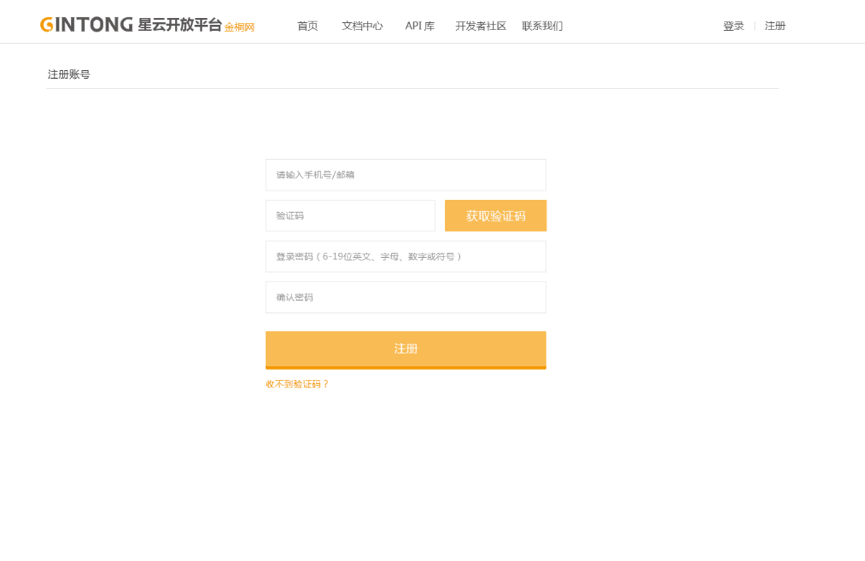 GINTONG 星云开放平台 金桐网 首页 文档中心 API 库 开发者社区 联系我们 登录 | 注册
注册账号
请输入手机号/邮箱
验证码 获取验证码
登录密码（6-19位英文、字母、数字或符号）
确认密码
注册
收不到验证码？